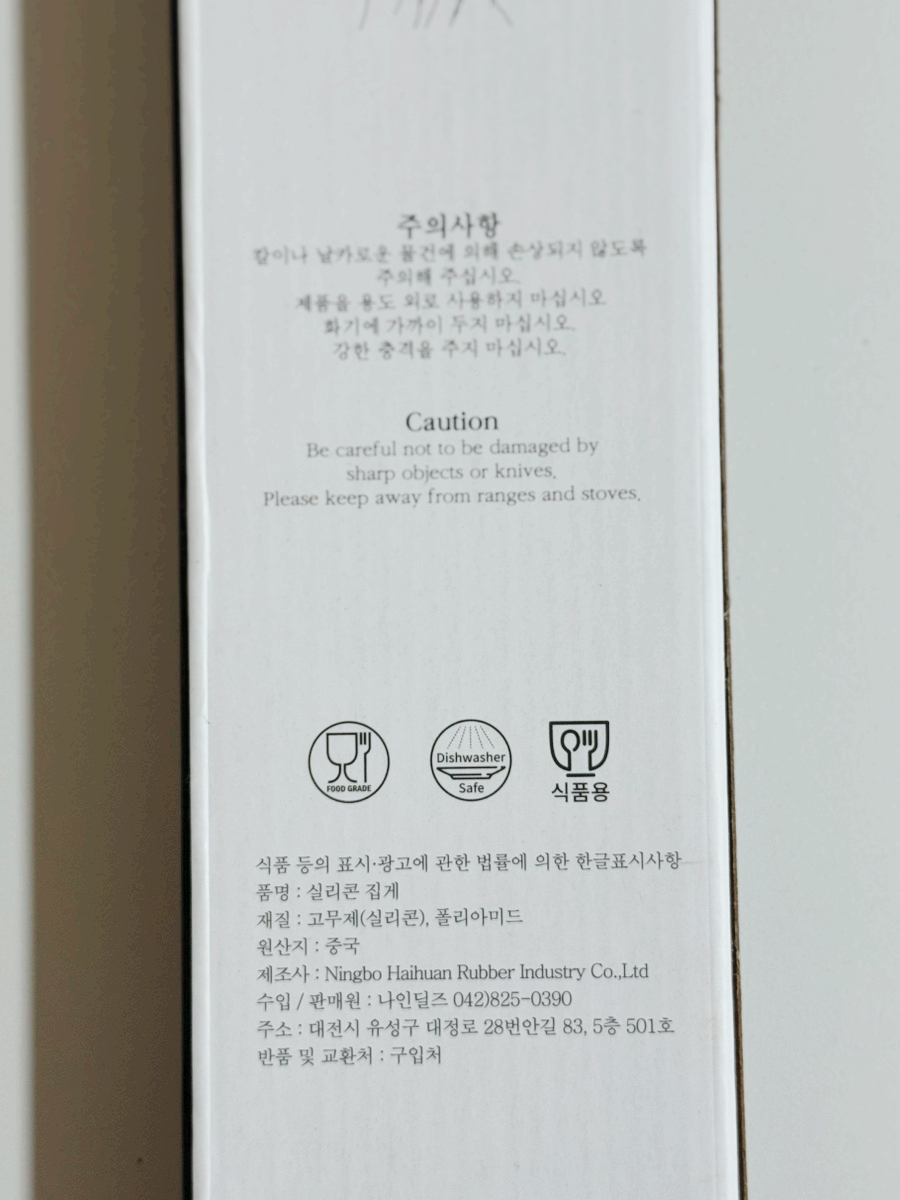 주의사항
칼이나 날카로운 물건에 의해 손상되지 않도록
주의해 주십시오.
제품을 용도 외로 사용하지 마십시오
화기에 가까이 두지 마십시오.
강한 충격을 주지 마십시오.
Caution
Be careful not to be damaged by
sharp objects or knives.
Please keep away from ranges and stoves.
FOOD GRADE
Dishwasher
Safe
식품용
식품 등의 표시·광고에 관한 법률에 의한 한글표시사항
품명 : 실리콘 집게
재질 : 고무제(실리콘), 폴리아미드
원산지 : 중국
제조사 : Ningbo Haihuan Rubber Industry Co.,Ltd
수입 / 판매원 : 나인딜즈 042)825-0390
주소 : 대전시 유성구 대정로 28번안길 83, 5층 501호
반품 및 교환처 : 구입처